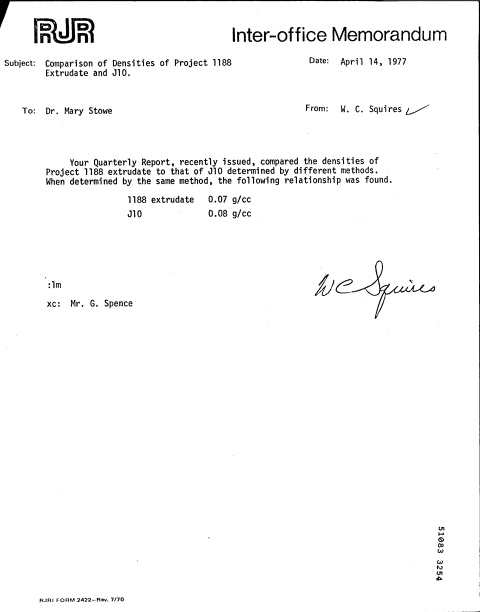 RJR
Inter-office Memorandum
Subject: Comparison of Densities of Project 1188
Extrudate and J10.
Date: April 14, 1977
To: Dr. Mary Stowe
From: W. C. Squires
Your Quarterly Report, recently issued, compared the densities of
Project 1188 extrudate to that of J10 determined by different methods.
When determined by the same method, the following relationship was found.
1188 extrudate 0.07 g/cc
J10 0.08 g/cc
:lm
WC Squires
xc: Mr. G. Spence
51083 3254
RJRI FORM 2422—Rev. 7/70